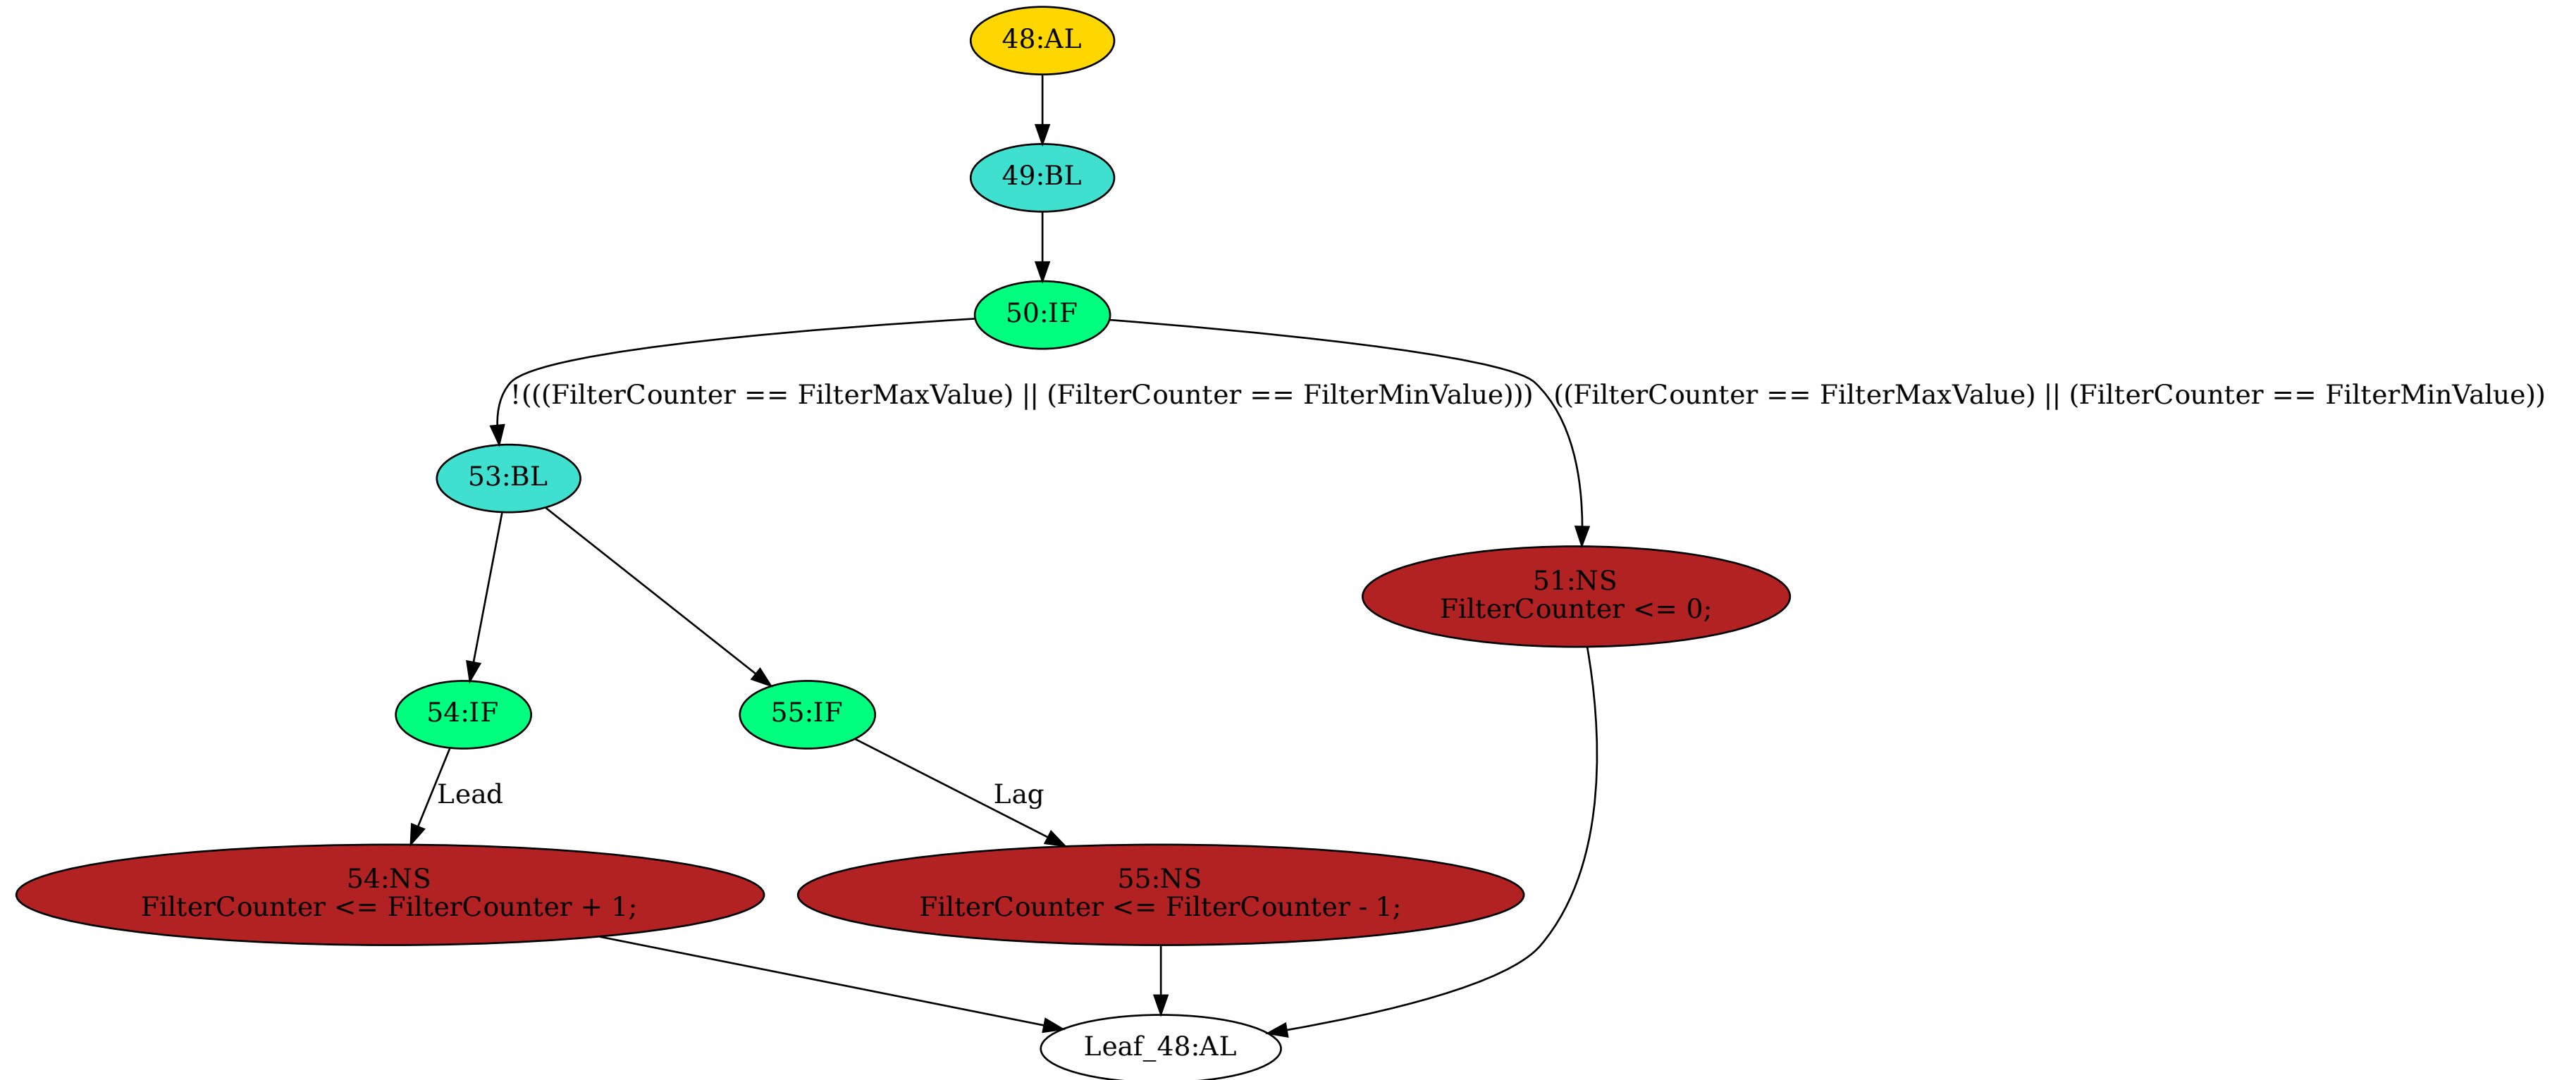 48:AL
49:BL
50:IF
!(((FilterCounter == FilterMaxValue) || (FilterCounter == FilterMinValue)))
((FilterCounter == FilterMaxValue) || (FilterCounter == FilterMinValue))
53:BL
51:NS
FilterCounter <= 0;
54:IF
55:IF
Lead
Lag
54:NS
FilterCounter <= FilterCounter + 1;
55:NS
FilterCounter <= FilterCounter - 1;
Leaf_48:AL